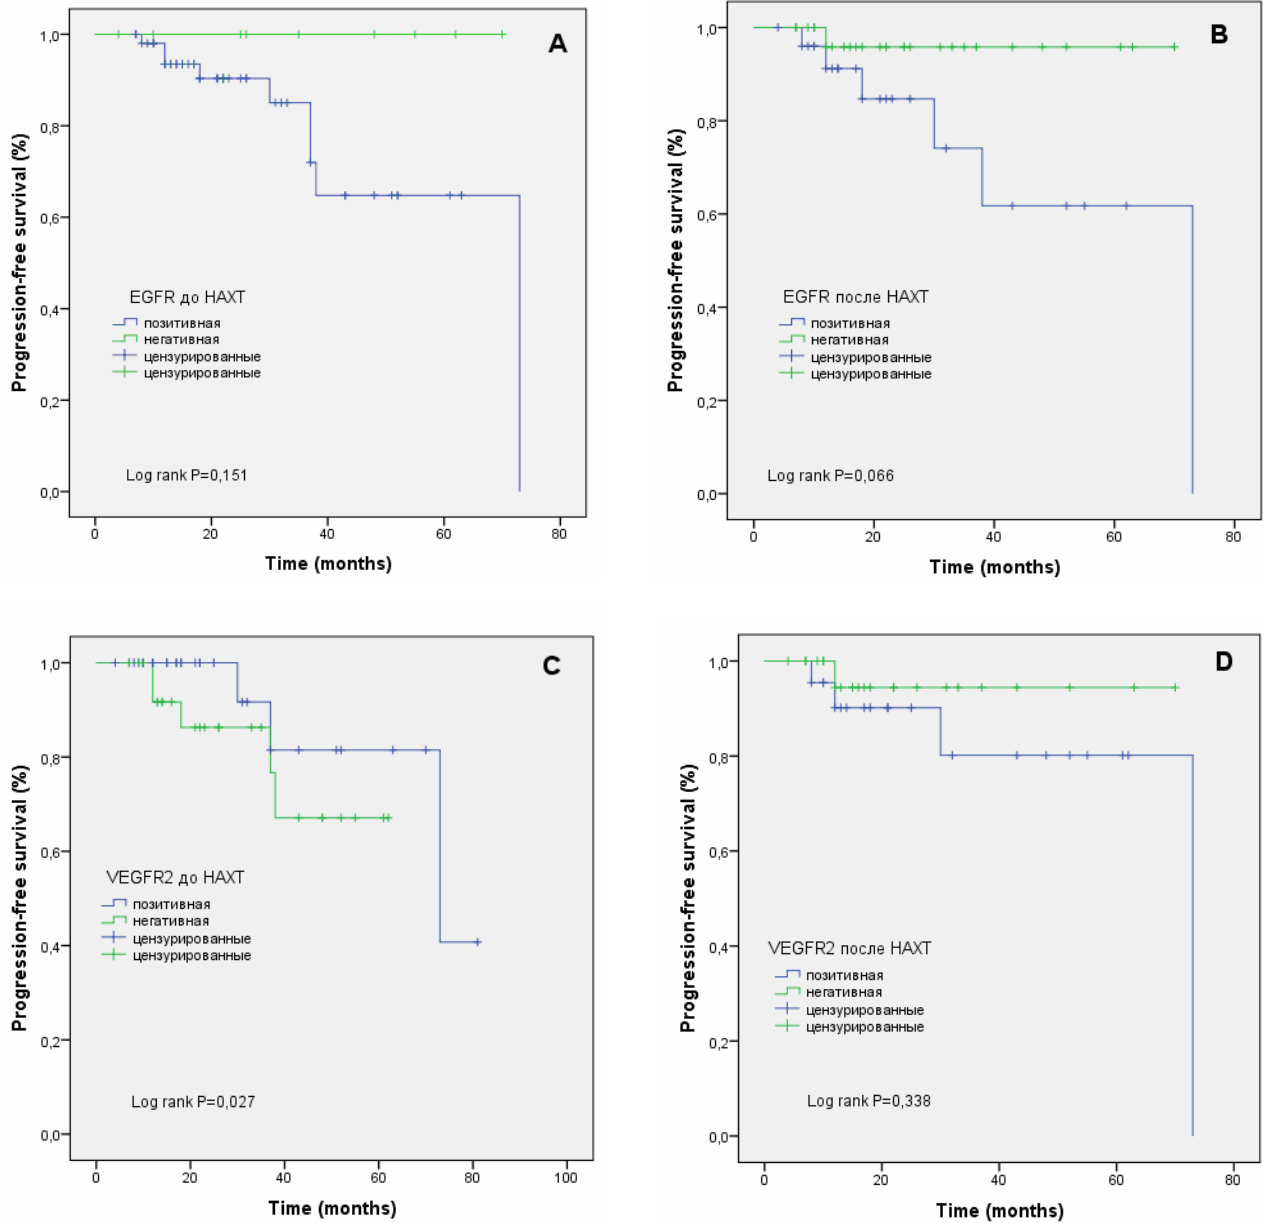 A
Progression-free survival (%)
1,0
0,8
0,6
0,4
0,2
0,0
EGFR до НАХТ
позитивная
негативная
цензурированные
цензурированные
Log rank P=0,151
0 20 40 60 80
Time (months)
B
Progression-free survival (%)
1,0
0,8
0,6
0,4
0,2
0,0
EGFR после НАХТ
позитивная
негативная
цензурированные
цензурированные
Log rank P=0,066
0 20 40 60 80
Time (months)
C
Progression-free survival (%)
1,0
0,8
0,6
0,4
0,2
0,0
VEGFR2 до НАХТ
позитивная
негативная
цензурированные
цензурированные
Log rank P=0,027
0 20 40 60 80 100
Time (months)
D
Progression-free survival (%)
1,0
0,8
0,6
0,4
0,2
0,0
VEGFR2 после НАХТ
позитивная
негативная
цензурированные
цензурированные
Log rank P=0,338
0 20 40 60 80
Time (months)